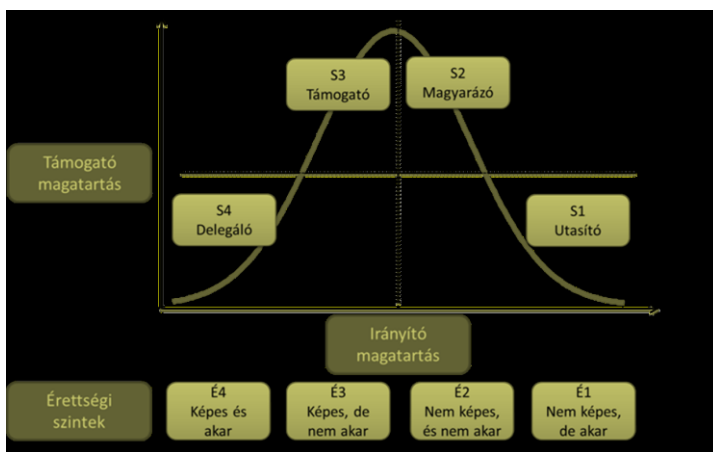 S3
Támogató
S2
Magyarázó
Támogató
magatartás
S4
Delegáló
S1
Utasító
Irányító
magatartás
Érettségi
szintek
É4
Képes és
akar
É3
Képes, de
nem akar
É2
Nem képes,
és nem akar
É1
Nem képes,
de akar